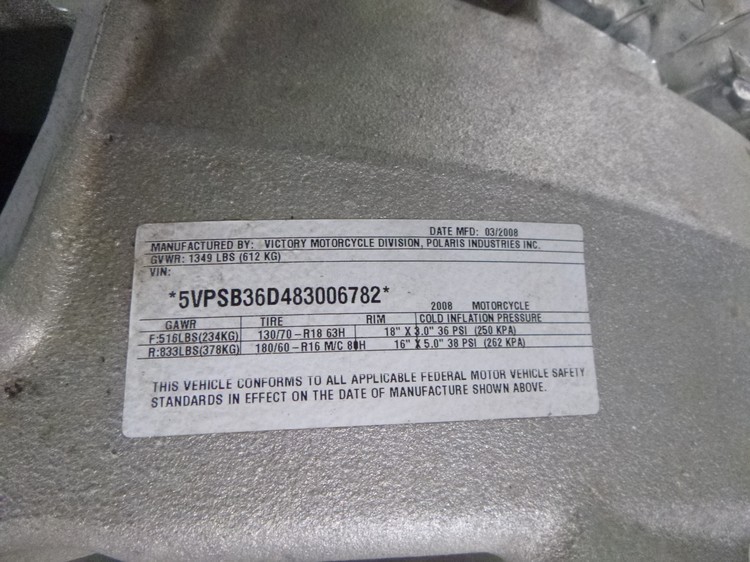 DATE MFD: 03/2008
MANUFACTURED BY: VICTORY MOTORCYCLE DIVISION, POLARIS INDUSTRIES INC.
GVWR: 1349 LBS (612 KG)
VIN:
*5VPSB36D483006782*
2008 MOTORCYCLE
GAWR TIRE RIM COLD INFLATION PRESSURE
F:516LBS(234KG) 130/70 -R18 63H 18" X 3.0" 36 PSI (250 KPA)
R:833LBS(378KG) 180/60 -R16 M/C 80H 16" X 5.0" 38 PSI (262 KPA)
THIS VEHICLE CONFORMS TO ALL APPLICABLE FEDERAL MOTOR VEHICLE SAFETY
STANDARDS IN EFFECT ON THE DATE OF MANUFACTURE SHOWN ABOVE.